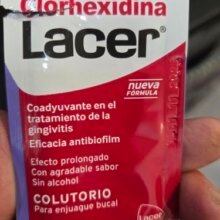 Clorhexidina
Lacer®
nueva
FÓRMULA
Coadyuvante en el
tratamiento de la
gingivitis
Eficacia antibiofilm
Efecto prolongado
Con agradable sabor
Sin alcohol
COLUTORIO
Para enjuague bucal
Lacer